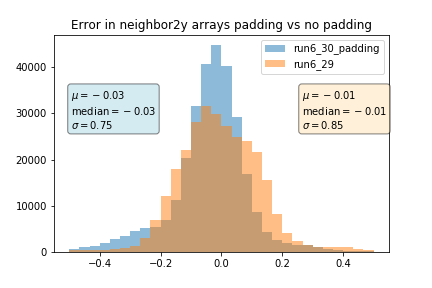 Error in neighbor2y arrays padding vs no padding
run6_30_padding
run6_29
μ = −0.03
median = −0.03
σ = 0.75
μ = −0.01
median = −0.01
σ = 0.85
40000
30000
20000
10000
0
−0.4
−0.2
0.0
0.2
0.4